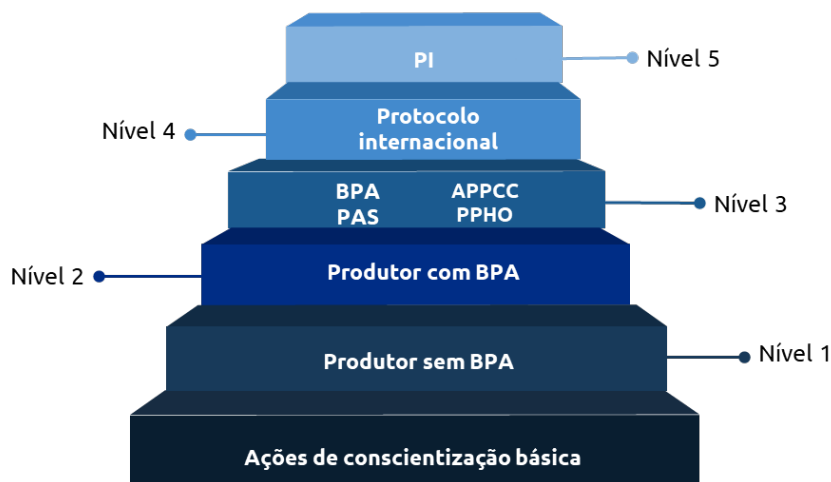 PI
Nível 5
Protocolo
internacional
Nível 4
BPA APPCC
PAS PPHO
Nível 3
Produtor com BPA
Nível 2
Produtor sem BPA
Nível 1
Ações de conscientização básica